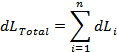 dL_{Total} = \sum_{i=1}^{n} dL_i